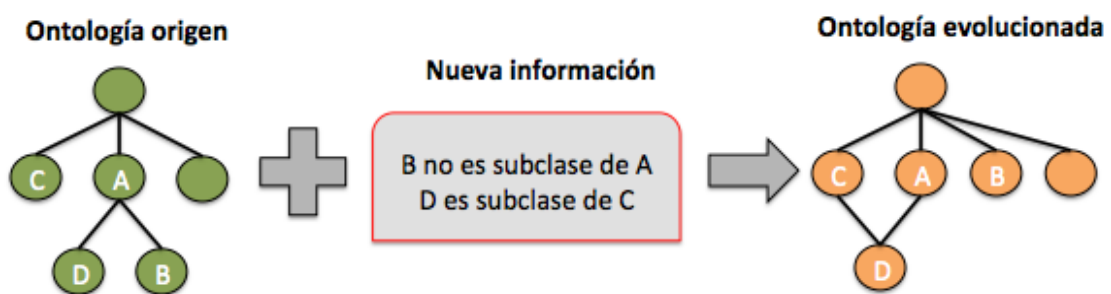 Ontología origen
Nueva información
Ontología evolucionada
C
A
D
B
B no es subclase de A
D es subclase de C
C
A
B
D